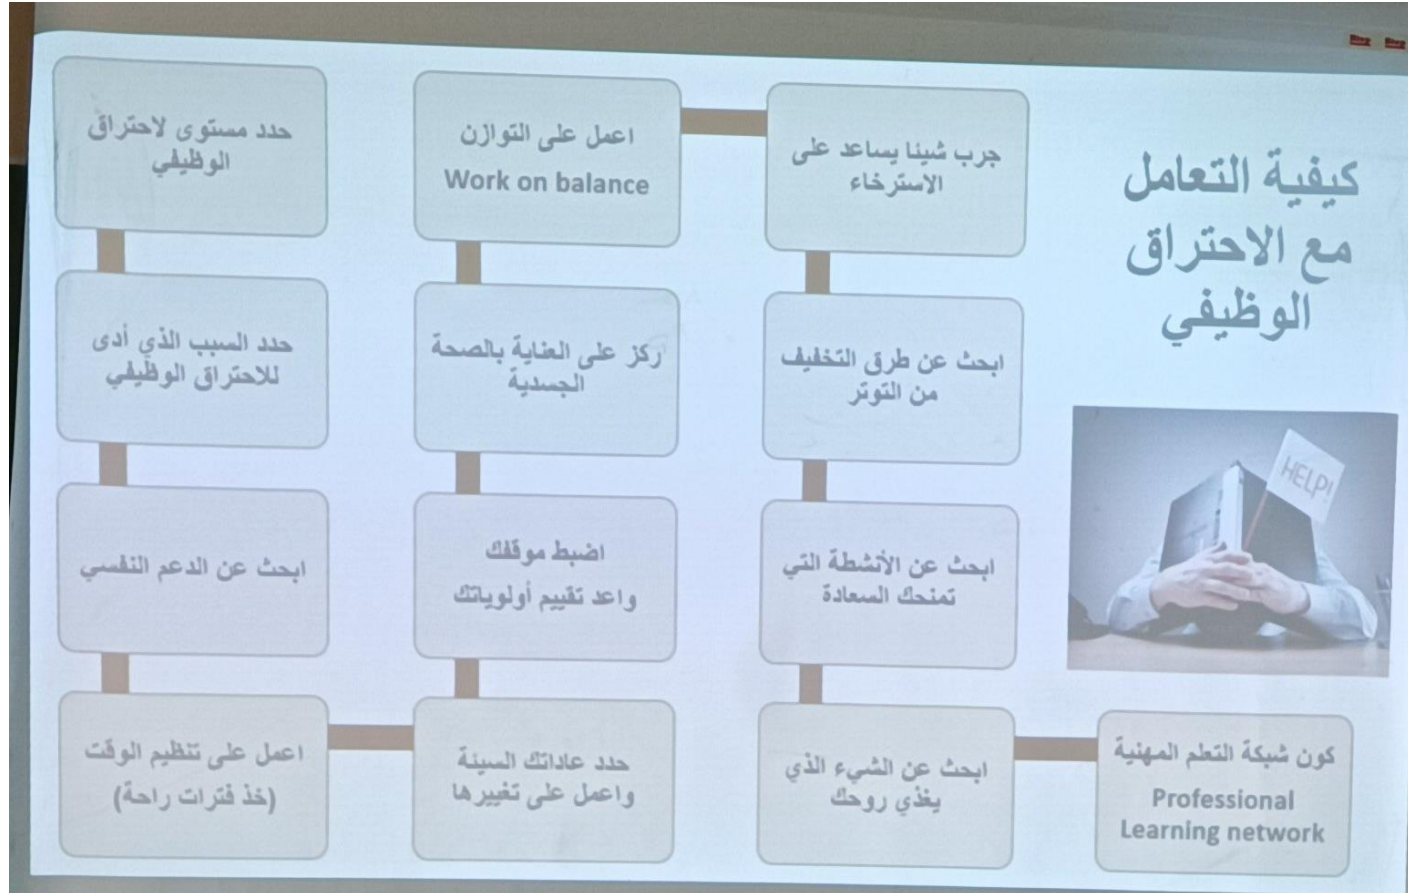 كيفية التعامل
مع الاحتراق
الوظيفي
HELP!
حدد مستوى لاحتراق
الوظيفي
حدد السبب الذي أدى
للاحتراق الوظيفي
ابحث عن الدعم النفسي
اعمل على تنظيم الوقت
(خذ فترات راحة)
حدد عاداتك السيئة
واعمل على تغييرها
اضبط موقفك
واعد تقييم أولوياتك
ركز على العناية بالصحة
الجسدية
اعمل على التوازن
Work on balance
جرب شيئا يساعد على
الاسترخاء
ابحث عن طرق التخفيف
من التوتر
ابحث عن الأنشطة التي
تمنحك السعادة
ابحث عن الشيء الذي
يغذي روحك
كون شبكة التعلم المهنية
Professional
Learning network